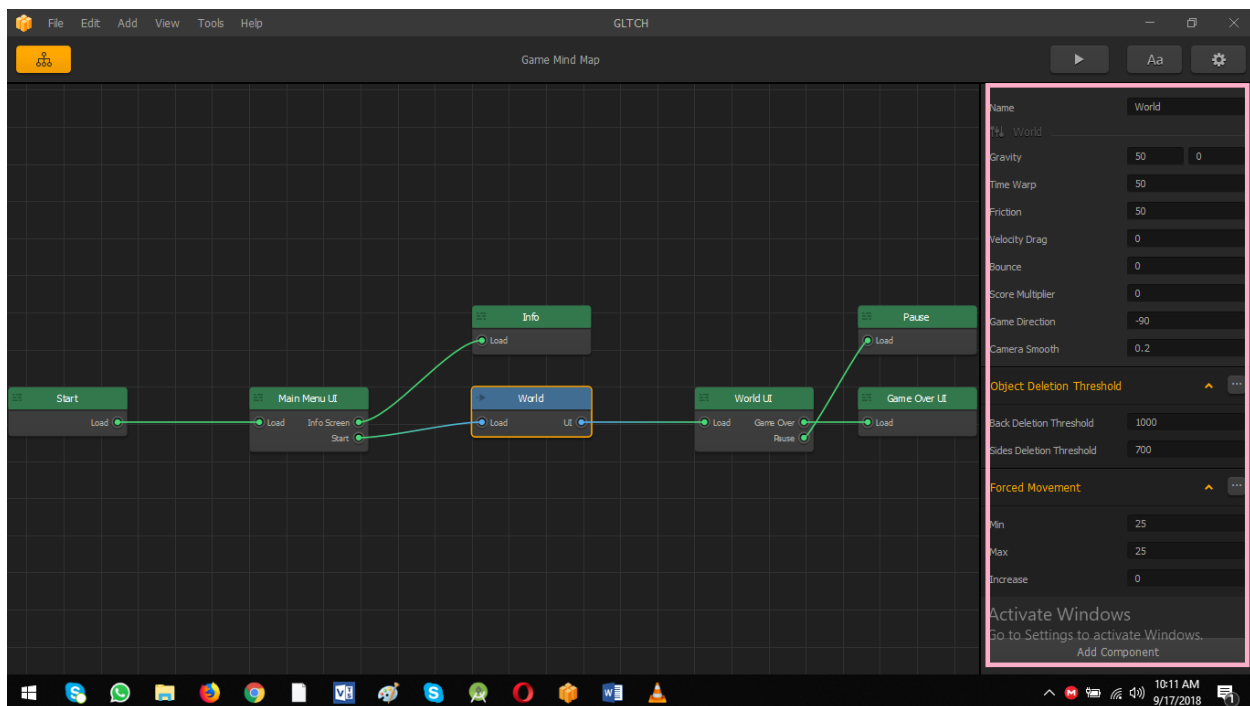 File Edit Add View Tools Help GLTCH
Game Mind Map Aa
Name World
World
Gravity 50 0
Time Warp 50
Friction 50
Velocity Drag 0
Bounce 0
Score Multiplier 0
Game Direction -90
Camera Smooth 0.2
Object Deletion Threshold
Back Deletion Threshold 1000
Sides Deletion Threshold 700
Forced Movement
Min 25
Max 25
Increase 0
Activate Windows
Go to Settings to activate Windows.
Add Component
Info
Load
Pause
Load
Start
Load
Main Menu UI
Load Info Screen
Start
World
Load UI
World UI
Load Game Over
Pause
Game Over UI
Load
10:11 AM
9/17/2018